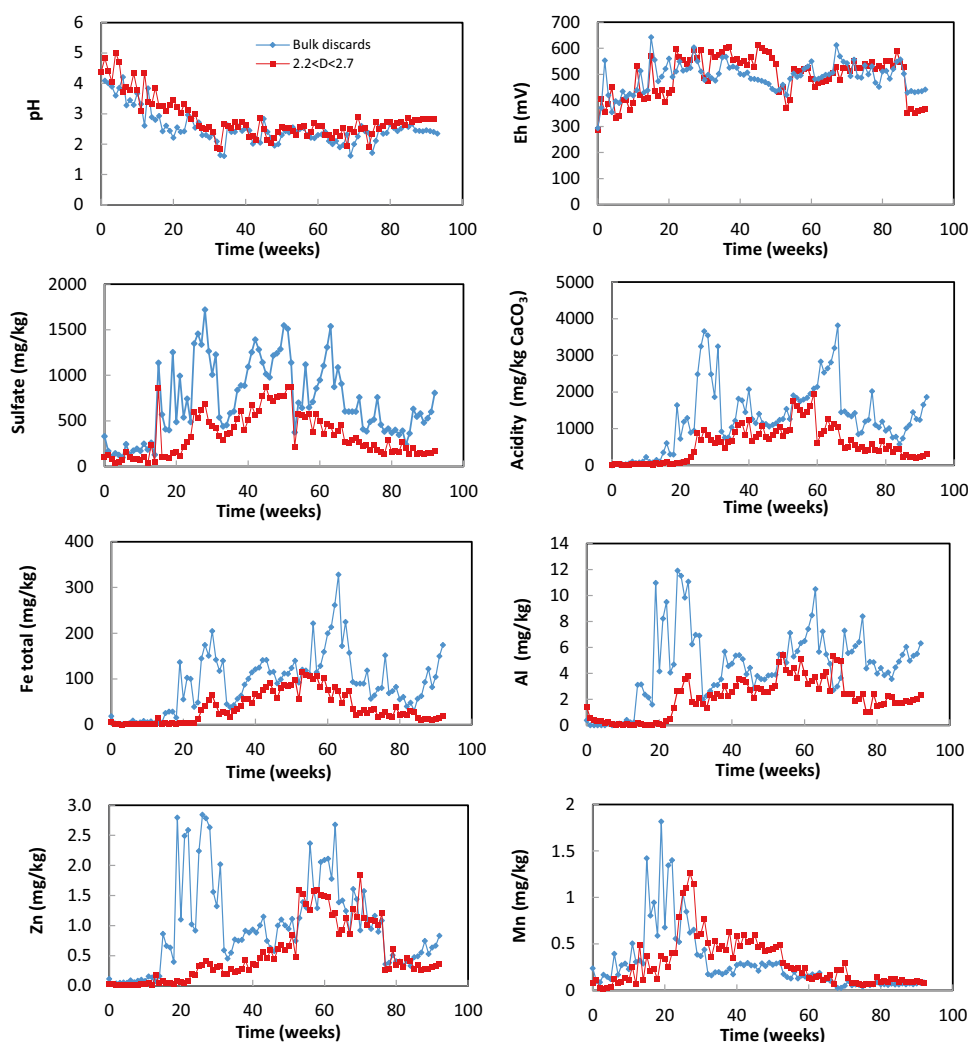 6
5
4
3
2
1
0
pH
0 20 40 60 80 100
Time (weeks)
Bulk discards
2.2<D<2.7
700
600
500
400
300
200
100
0
Eh (mV)
0 20 40 60 80 100
Time (weeks)
2000
1500
1000
500
0
Sulfate (mg/kg)
0 20 40 60 80 100
Time (weeks)
5000
4000
3000
2000
1000
0
Acidity (mg/kg CaCO₃)
0 20 40 60 80 100
Time (weeks)
400
300
200
100
0
Fe total (mg/kg)
0 20 40 60 80 100
Time (weeks)
14
12
10
8
6
4
2
0
Al (mg/kg)
0 20 40 60 80 100
Time (weeks)
3.0
2.5
2.0
1.5
1.0
0.5
0.0
Zn (mg/kg)
0 20 40 60 80 100
Time (weeks)
2
1.5
1
0.5
0
Mn (mg/kg)
0 20 40 60 80 100
Time (weeks)